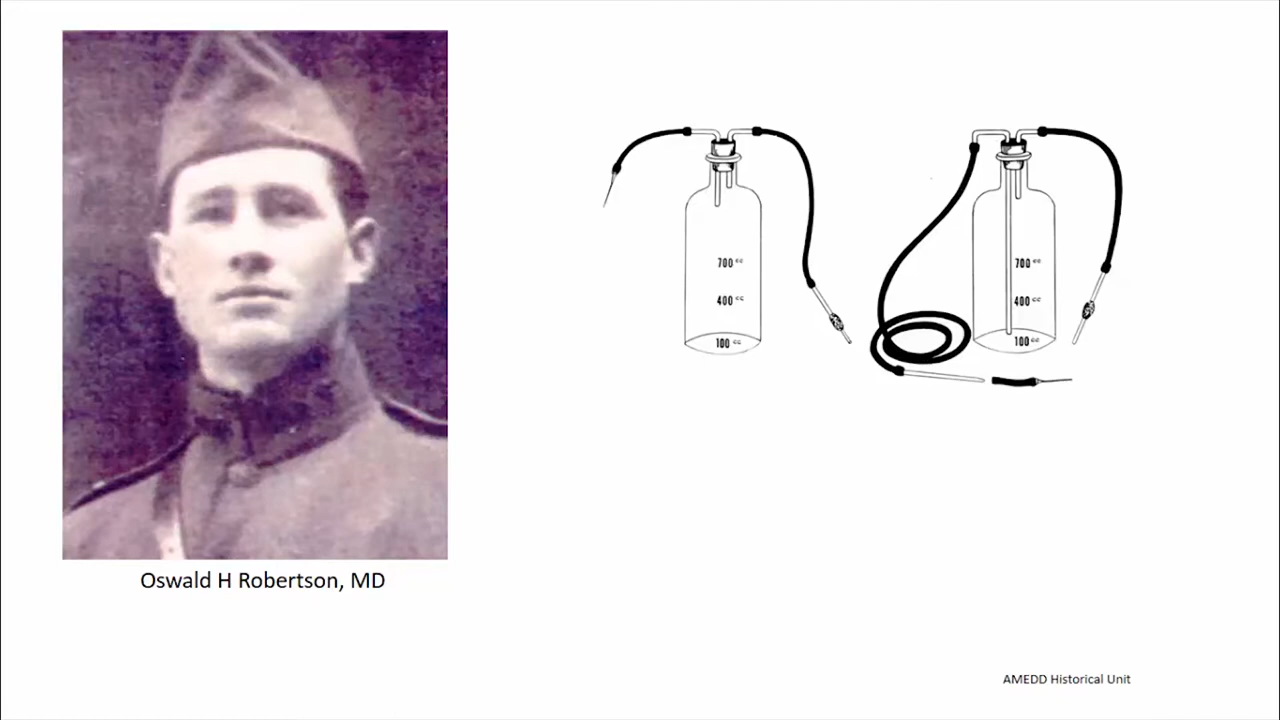 700 cc
400 cc
100 cc
700 cc
400 cc
100 cc
Oswald H Robertson, MD
AMEDD Historical Unit